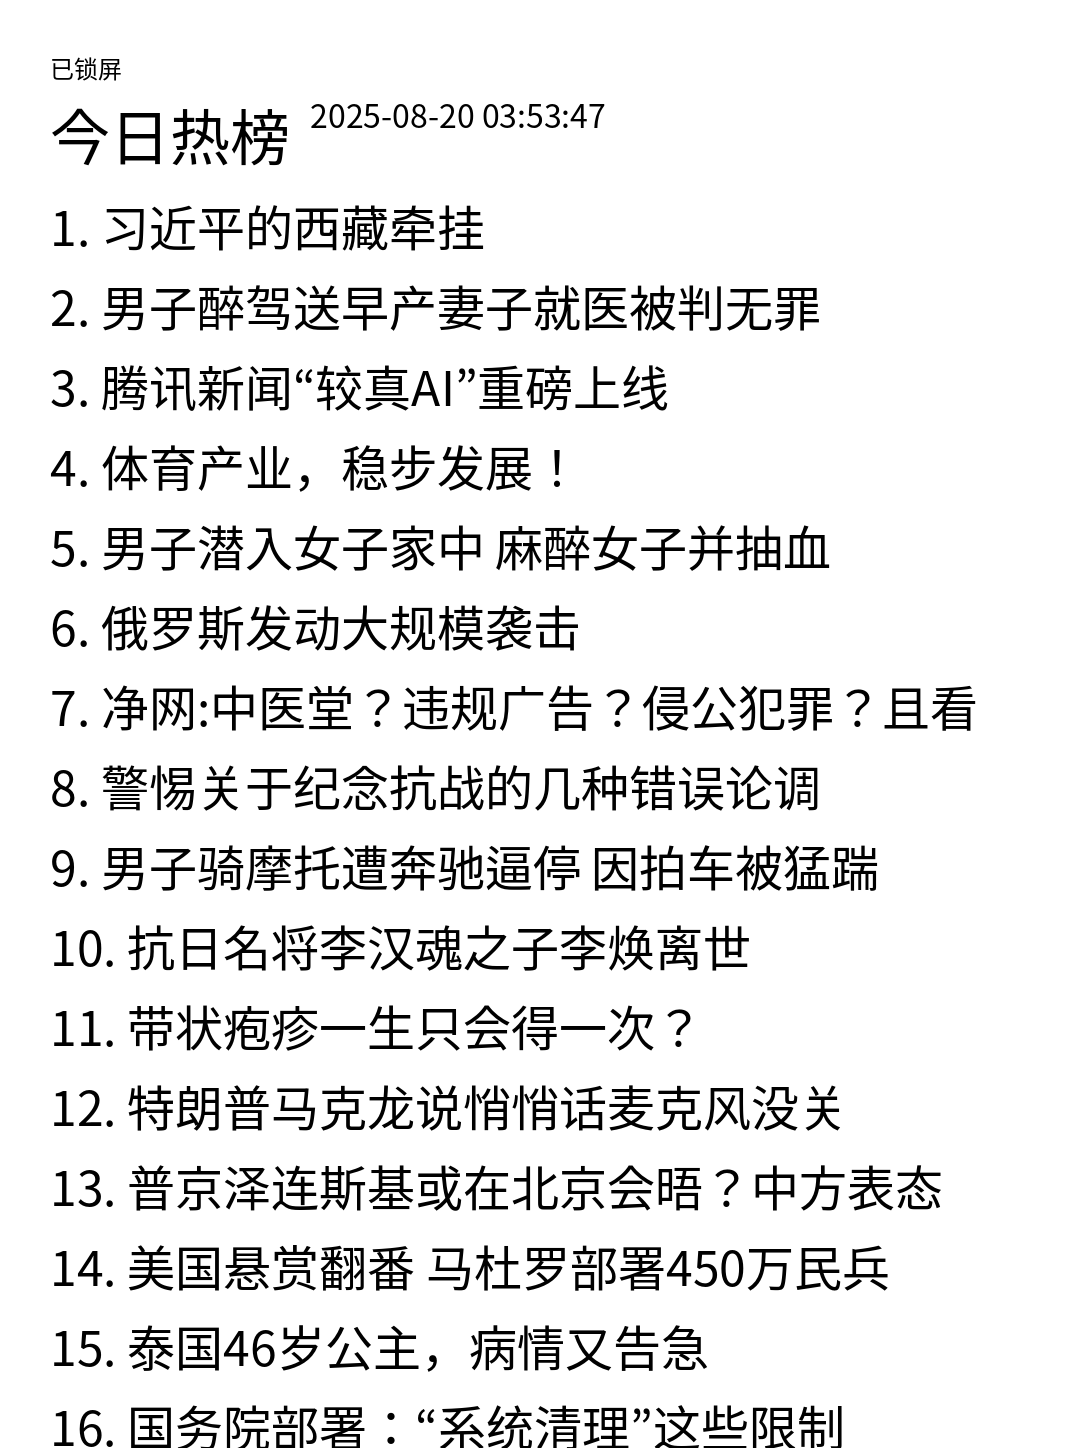 已锁屏
今日热榜 2025-08-20 03:53:47
1. 习近平的西藏牵挂
2. 男子醉驾送早产妻子就医被判无罪
3. 腾讯新闻“较真AI”重磅上线
4. 体育产业，稳步发展！
5. 男子潜入女子家中 麻醉女子并抽血
6. 俄罗斯发动大规模袭击
7. 净网:中医堂？违规广告？侵公犯罪？且看
8. 警惕关于纪念抗战的几种错误论调
9. 男子骑摩托遭奔驰逼停 因拍车被猛踹
10. 抗日名将李汉魂之子李焕离世
11. 带状疱疹一生只会得一次？
12. 特朗普马克龙说悄悄话麦克风没关
13. 普京泽连斯基或在北京会晤？中方表态
14. 美国悬赏翻番 马杜罗部署450万民兵
15. 泰国46岁公主，病情又告急
16. 国务院部署：“系统清理”这些限制